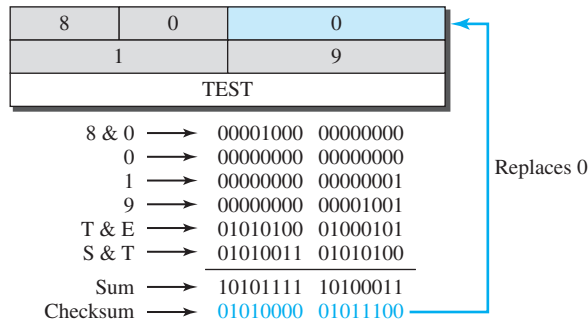 8 0 0
1 9
TEST
8 & 0 00001000 00000000
0 00000000 00000000
1 00000000 00000001
9 00000000 00001001
T & E 01010100 01000101
S & T 01010011 01010100
Sum 10101111 10100011
Checksum 01010000 01011100
Replaces 0